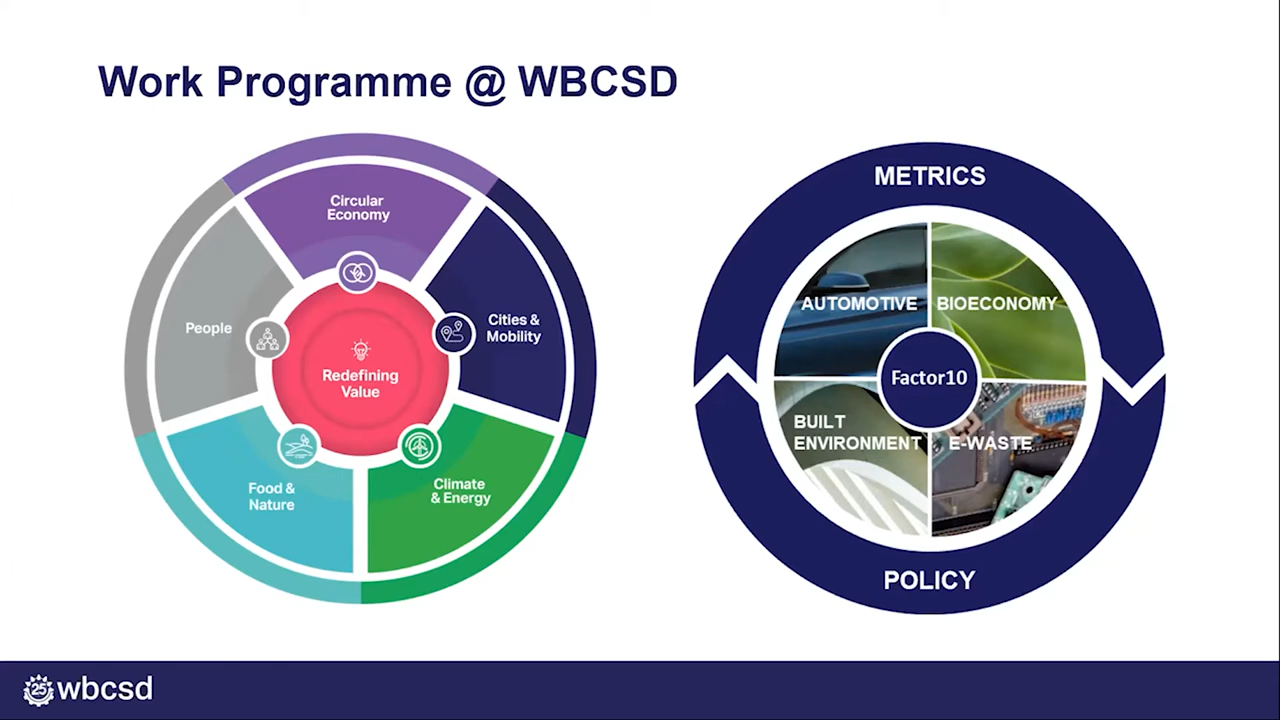 Work Programme @ WBCSD
Circular
Economy
Cities &
Mobility
People
Redefining
Value
Food &
Nature
Climate
& Energy
METRICS
AUTOMOTIVE
BIOECONOMY
Factor10
BUILT
ENVIRONMENT
E-WASTE
POLICY
25
wbcsd